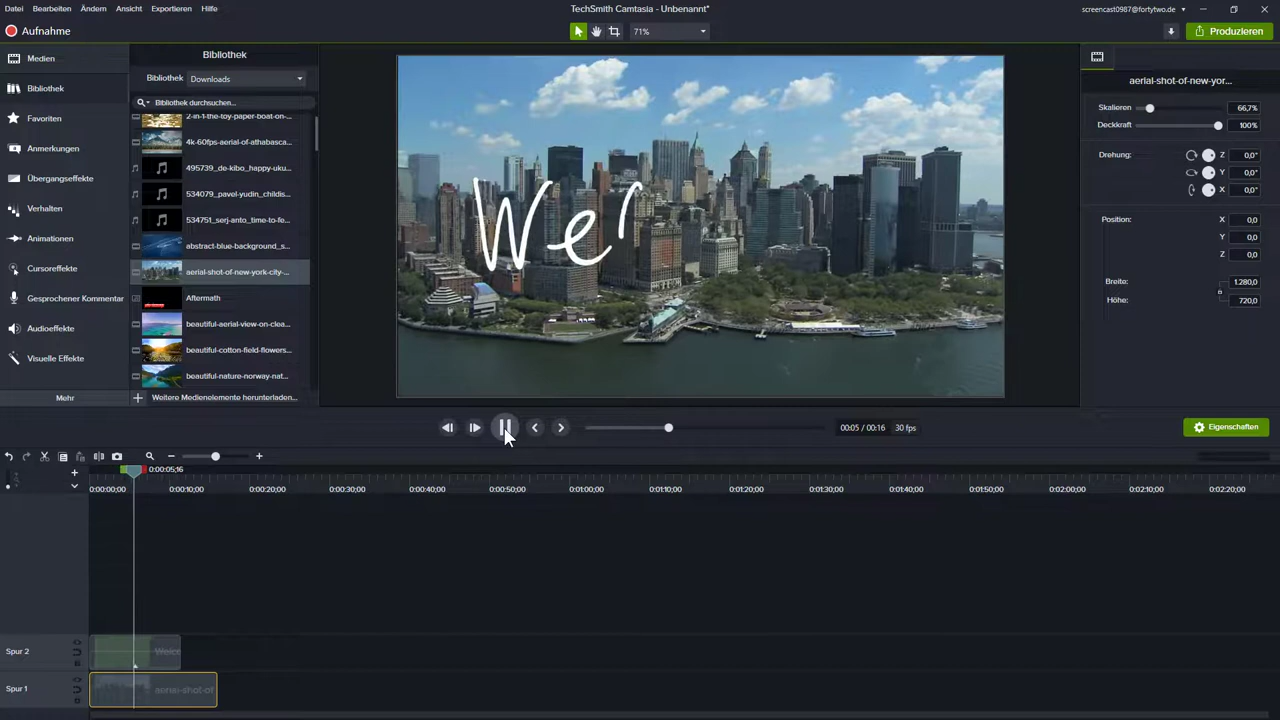 Datei Bearbeiten Ändern Ansicht Exportieren Hilfe
TechSmith Camtasia - Unbenannt*
screencast0987@fortytwo.de
Aufnahme
71%
Produzieren
Medien
Bibliothek
Favoriten
Anmerkungen
Übergangseffekte
Verhalten
Animationen
Cursoreffekte
Gesprochener Kommentar
Audioeffekte
Visuelle Effekte
Mehr
Bibliothek
Bibliothek Downloads
Bibliothek durchsuchen...
2-in-1-the-toy-paper-boat-on-...
4k-60fps-aerial-of-athabasca...
495739_de-kibo_happy-uku...
534079_pavel-yudin_childis...
534751_serj-anto_time-to-fe...
abstract-blue-background_s...
aerial-shot-of-new-york-city-...
Aftermath
beautiful-aerial-view-on-clea...
beautiful-cotton-field-flowers...
beautiful-nature-norway-nat...
Weitere Medienelemente herunterladen...
aerial-shot-of-new-yor...
Skalieren 66,7%
Deckkraft 100%
Drehung: Z 0,0°
Y 0,0°
X 0,0°
Position: X 0,0
Y 0,0
Z 0,0
Breite: 1.280,0
Höhe: 720,0
00:05 / 00:16 30 fps
Eigenschaften
0:00:05;16
0:00:00;00 0:00:10;00 0:00:20;00 0:00:30;00 0:00:40;00 0:00:50;00 0:01:00;00 0:01:10;00 0:01:20;00 0:01:30;00 0:01:40;00 0:01:50;00 0:02:00;00 0:02:10;00 0:02:20;00
Spur 2
Spur 1 aerial-shot-of